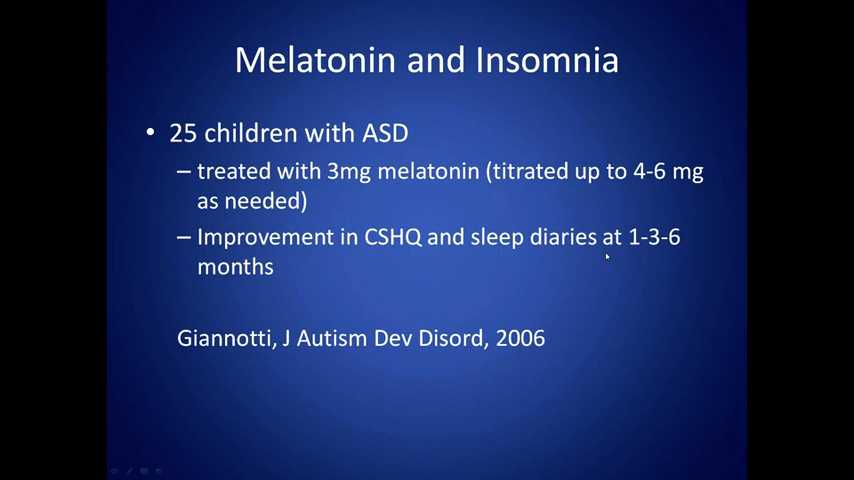 Melatonin and Insomnia
• 25 children with ASD
– treated with 3mg melatonin (titrated up to 4-6 mg
as needed)
– Improvement in CSHQ and sleep diaries at 1-3-6
months
Giannotti, J Autism Dev Disord, 2006